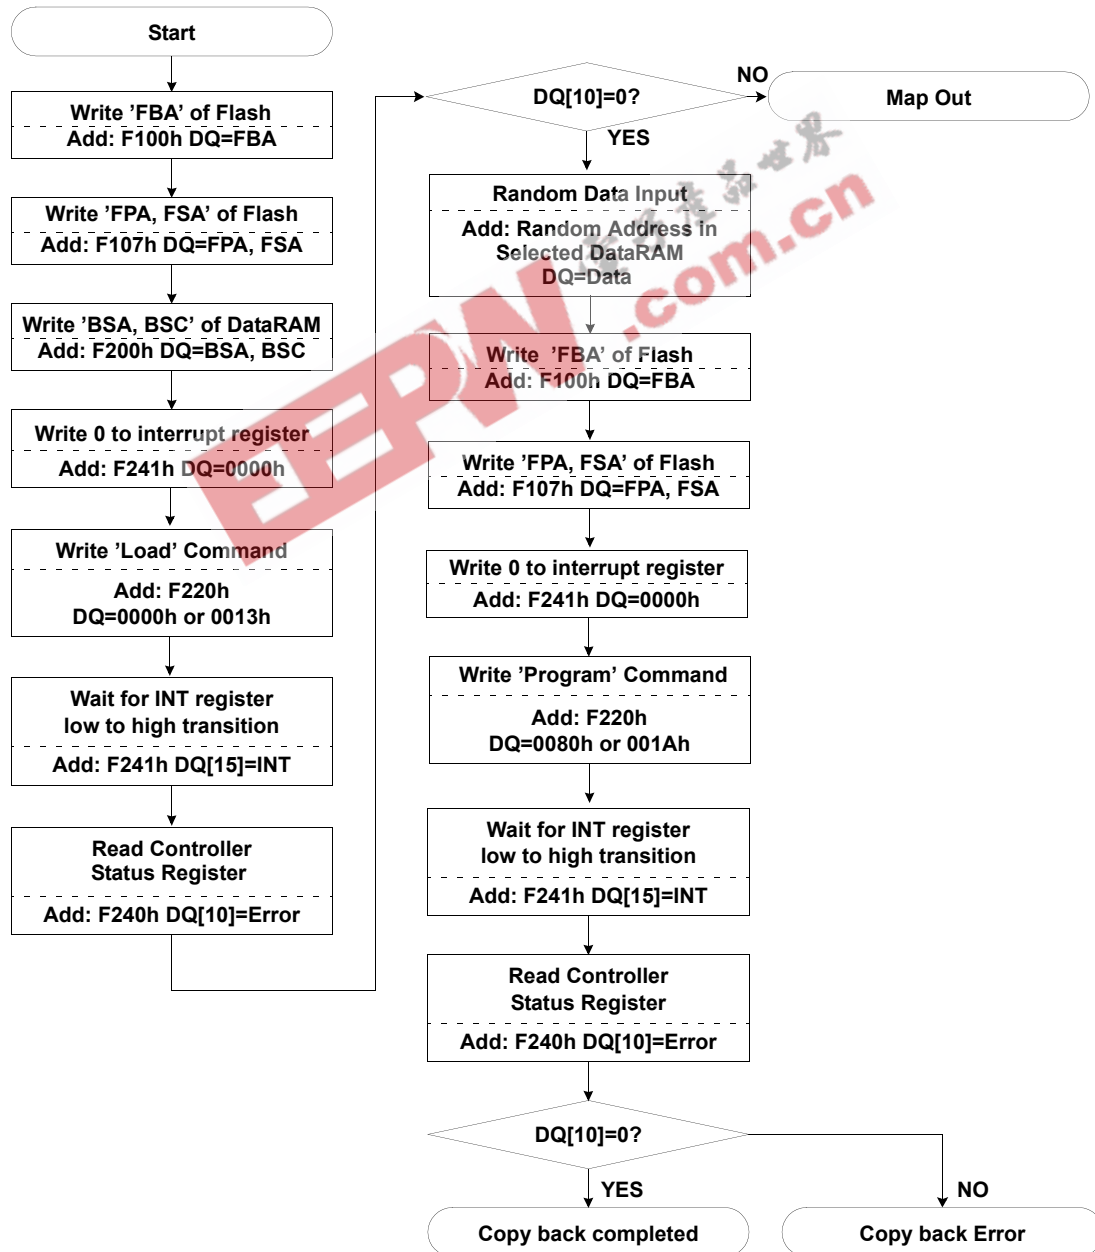 Start
Write 'FBA' of Flash
Add: F100h DQ=FBA
Write 'FPA, FSA' of Flash
Add: F107h DQ=FPA, FSA
Write 'BSA, BSC' of DataRAM
Add: F200h DQ=BSA, BSC
Write 0 to interrupt register
Add: F241h DQ=0000h
Write 'Load' Command
Add: F220h
DQ=0000h or 0013h
Wait for INT register
low to high transition
Add: F241h DQ[15]=INT
Read Controller
Status Register
Add: F240h DQ[10]=Error
DQ[10]=0?
NO
Map Out
YES
Random Data Input
Add: Random Address in
Selected DataRAM
DQ=Data
Write 'FBA' of Flash
Add: F100h DQ=FBA
Write 'FPA, FSA' of Flash
Add: F107h DQ=FPA, FSA
Write 0 to interrupt register
Add: F241h DQ=0000h
Write 'Program' Command
Add: F220h
DQ=0080h or 001Ah
Wait for INT register
low to high transition
Add: F241h DQ[15]=INT
Read Controller
Status Register
Add: F240h DQ[10]=Error
DQ[10]=0?
YES
NO
Copy back completed
Copy back Error
EEPW
.com.cn
電子產品世界